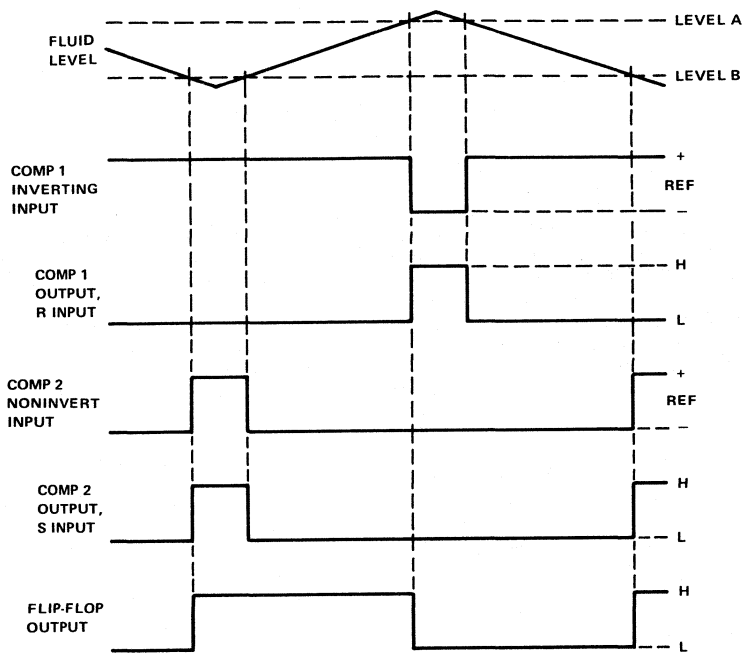 LEVEL A
FLUID
LEVEL
LEVEL B
COMP 1
INVERTING
INPUT
+
REF
−
COMP 1
OUTPUT,
R INPUT
H
L
COMP 2
NONINVERT
INPUT
+
REF
−
COMP 2
OUTPUT,
S INPUT
H
L
FLIP-FLOP
OUTPUT
H
L